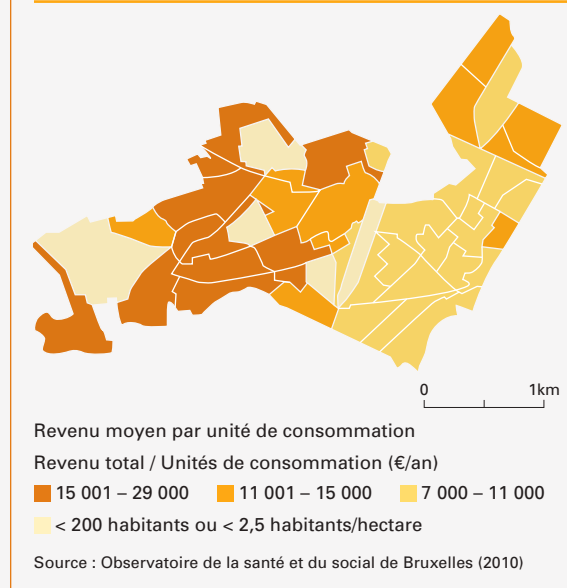 0 1km
Revenu moyen par unité de consommation
Revenu total / Unités de consommation (€/an)
15 001 – 29 000 11 001 – 15 000 7 000 – 11 000
< 200 habitants ou < 2,5 habitants/hectare
Source : Observatoire de la santé et du social de Bruxelles (2010)